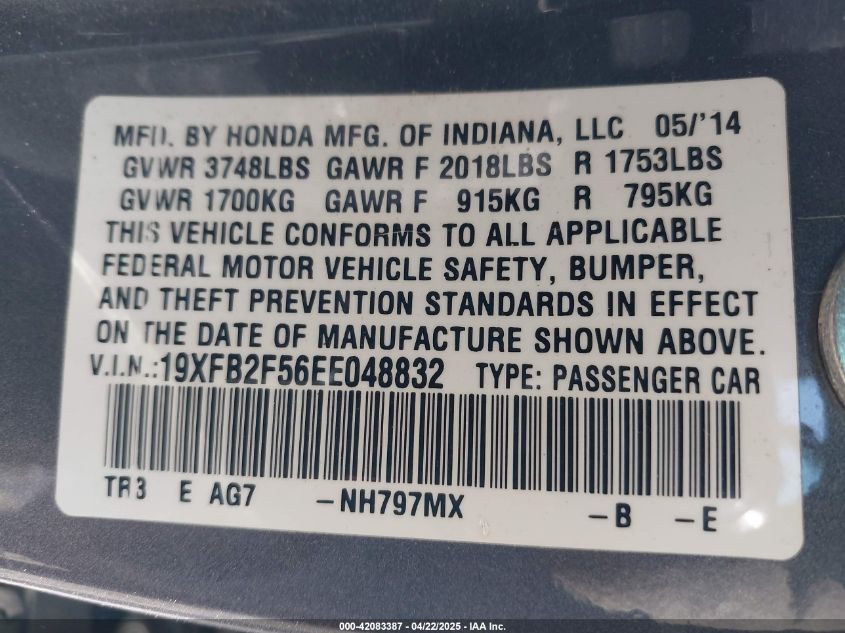 MFD. BY HONDA MFG. OF INDIANA, LLC 05/'14
GVWR 3748LBS GAWR F 2018LBS R 1753LBS
GVWR 1700KG GAWR F 915KG R 795KG
THIS VEHICLE CONFORMS TO ALL APPLICABLE
FEDERAL MOTOR VEHICLE SAFETY, BUMPER,
AND THEFT PREVENTION STANDARDS IN EFFECT
ON THE DATE OF MANUFACTURE SHOWN ABOVE.
V.I.N.:19XFB2F56EE048832 TYPE: PASSENGER CAR
TR3 E AG7 -NH797MX -B -E
000-42083387 - 04/22/2025 - IAA Inc.